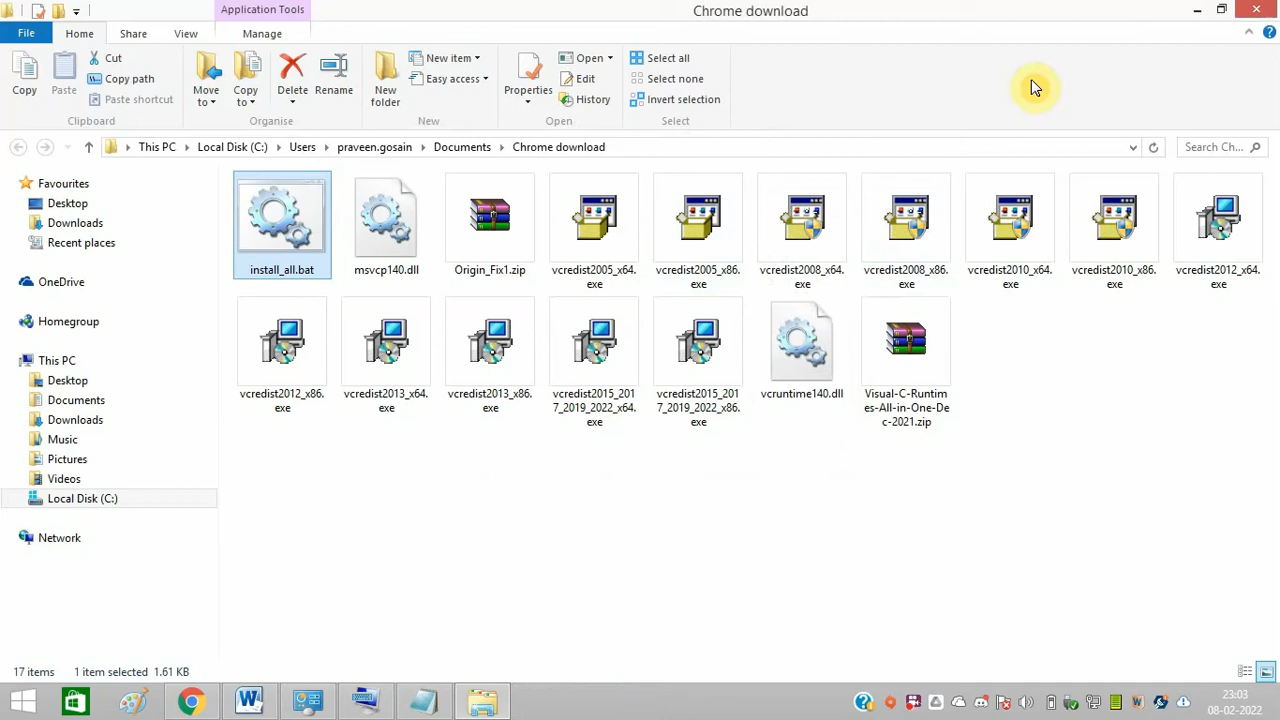 Application Tools
Chrome download
File Home Share View Manage
Copy
Paste
Cut
Copy path
Paste shortcut
Clipboard
Move to
Copy to
Delete
Rename
Organise
New folder
New item
Easy access
New
Properties
Open
Edit
History
Open
Select all
Select none
Invert selection
Select
This PC Local Disk (C:) Users praveen.gosain Documents Chrome download
Search Ch...
Favourites
Desktop
Downloads
Recent places
OneDrive
Homegroup
This PC
Desktop
Documents
Downloads
Music
Pictures
Videos
Local Disk (C:)
Network
install_all.bat
msvcp140.dll
Origin_Fix1.zip
vcredist2005_x64.
exe
vcredist2005_x86.
exe
vcredist2008_x64.
exe
vcredist2008_x86.
exe
vcredist2010_x64.
exe
vcredist2010_x86.
exe
vcredist2012_x64.
exe
vcredist2012_x86.
exe
vcredist2013_x64.
exe
vcredist2013_x86.
exe
vcredist2015_201
7_2019_2022_x64.
exe
vcredist2015_201
7_2019_2022_x86.
exe
vcruntime140.dll
Visual-C-Runtim
es-All-in-One-De
c-2021.zip
17 items 1 item selected 1.61 KB
23:03
08-02-2022